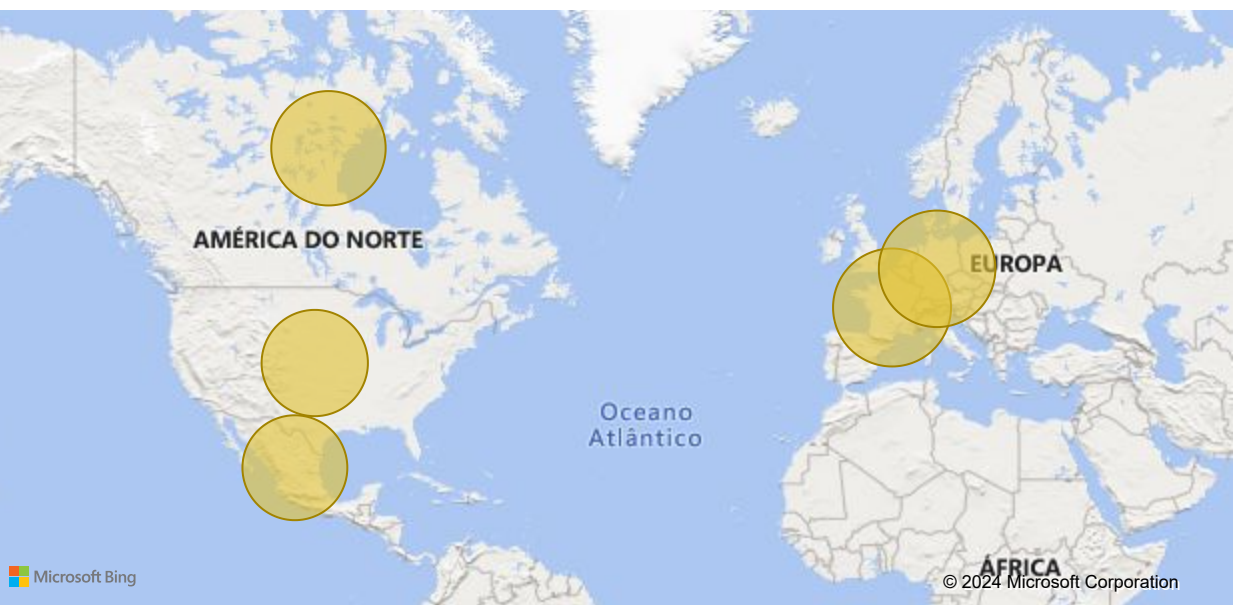 AMÉRICA DO NORTE
EUROPA
Oceano
Atlântico
ÁFRICA
Microsoft Bing
© 2024 Microsoft Corporation